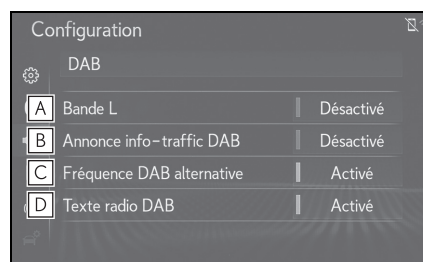 Configuration
DAB
A Bande L Désactivé
B Annonce info-traffic DAB Désactivé
C Fréquence DAB alternative Activé
D Texte radio DAB Activé